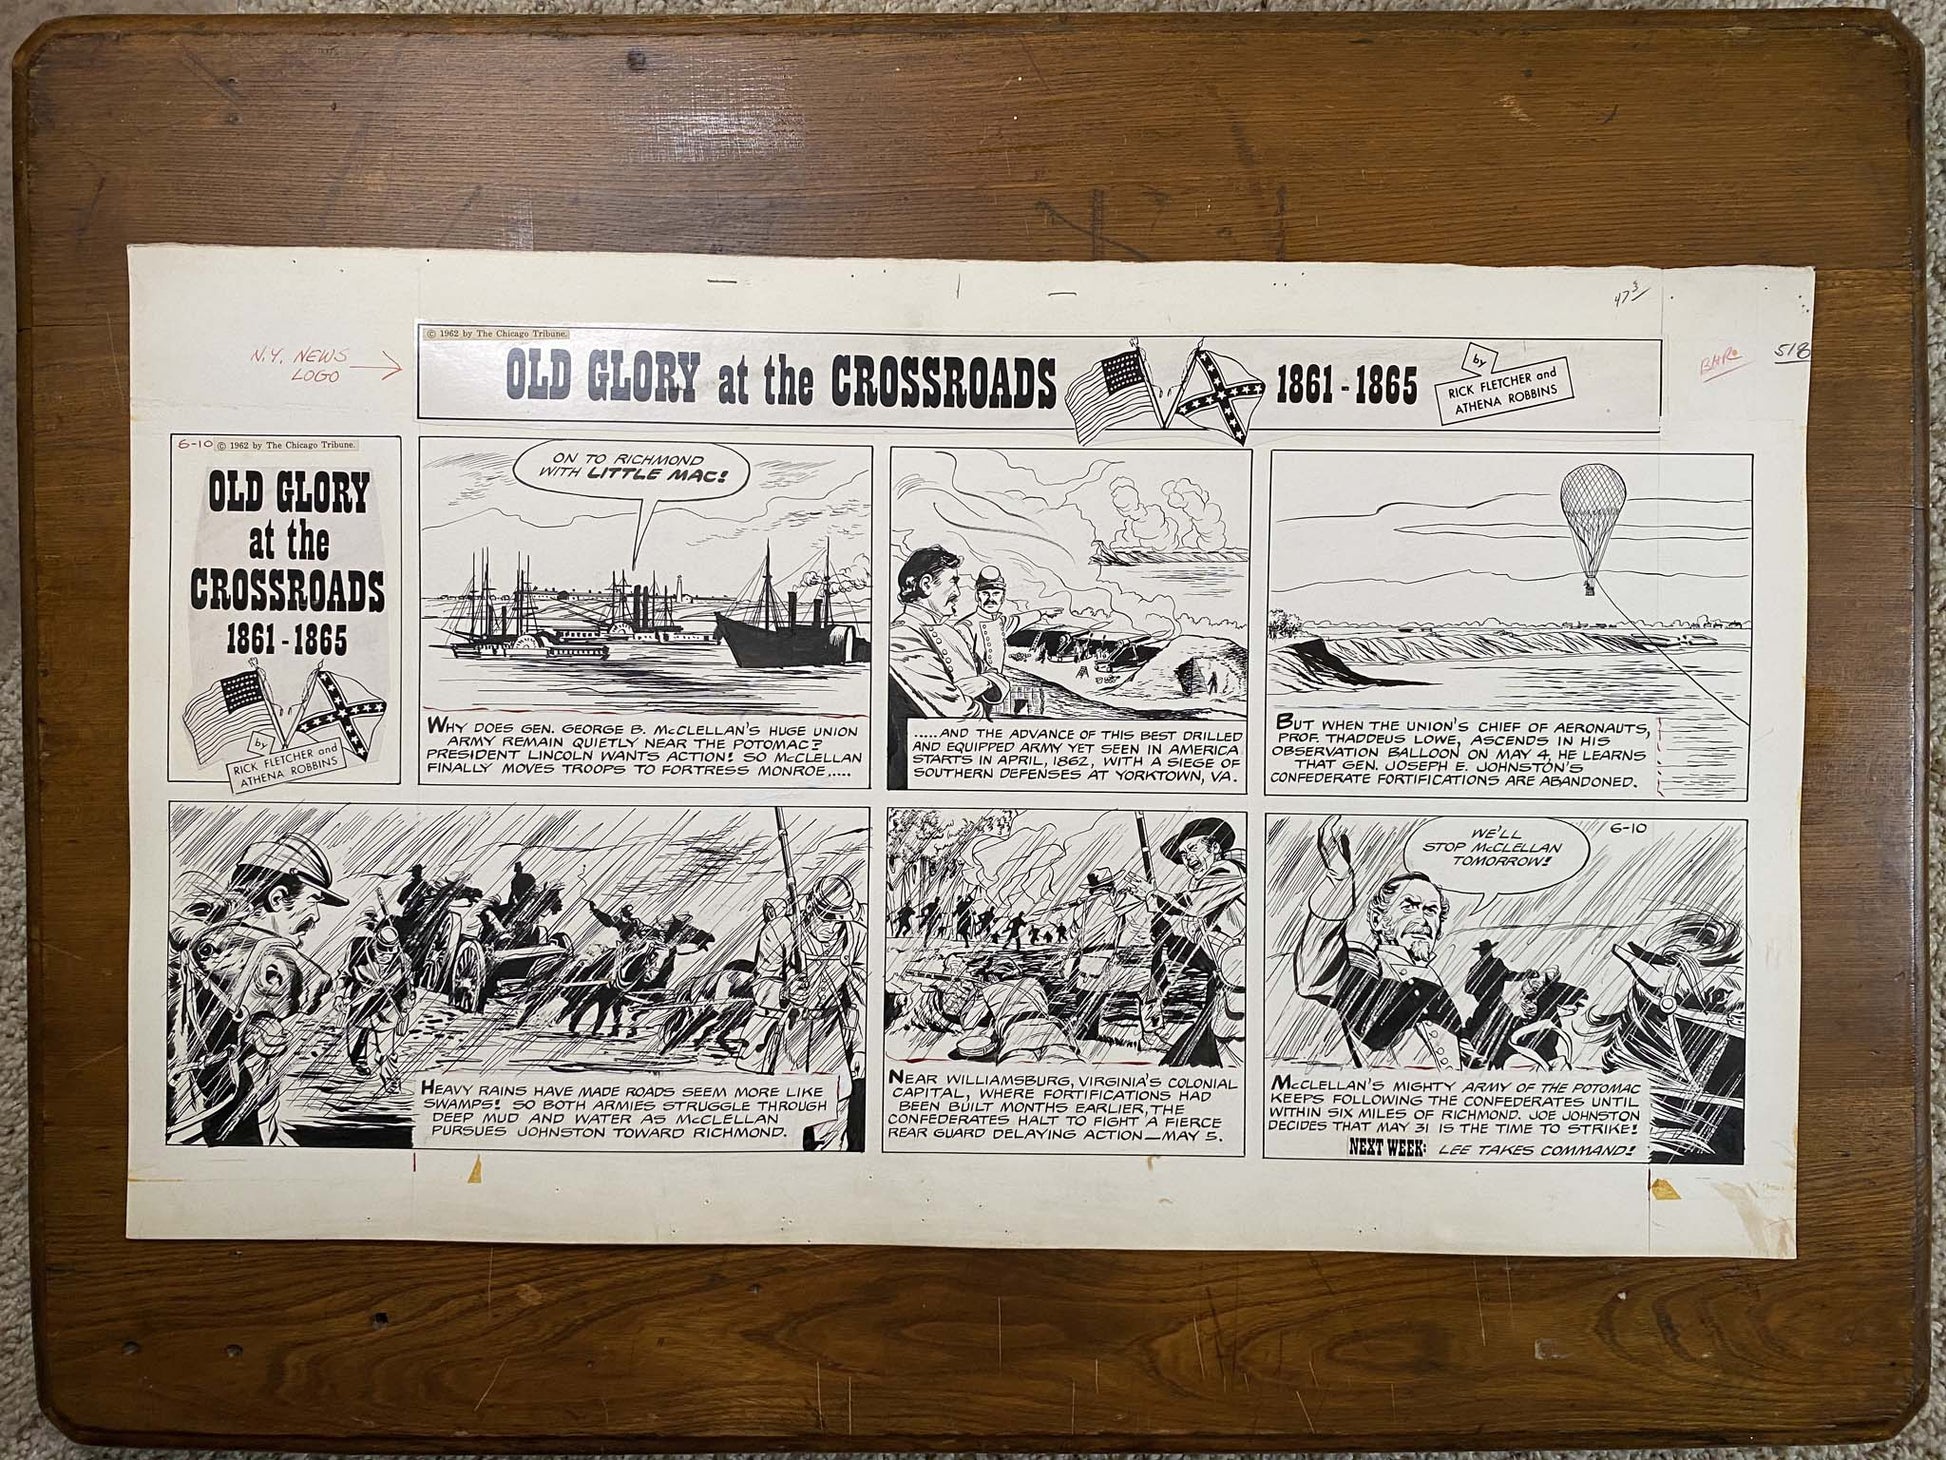 47 3
© 1962 by The Chicago Tribune.
N.Y. NEWS
LOGO
OLD GLORY at the CROSSROADS 1861 - 1865
by
RICK FLETCHER and
ATHENA ROBBINS
518
6-10 © 1962 by The Chicago Tribune.
OLD GLORY
at the
CROSSROADS
1861 - 1865
by
RICK FLETCHER and
ATHENA ROBBINS
ON TO RICHMOND
WITH LITTLE MAC!
WHY DOES GEN. GEORGE B. McCLELLAN'S HUGE UNION
ARMY REMAIN QUIETLY NEAR THE POTOMAC?
PRESIDENT LINCOLN WANTS ACTION! SO McCLELLAN
FINALLY MOVES TROOPS TO FORTRESS MONROE,....
.....AND THE ADVANCE OF THIS BEST DRILLED
AND EQUIPPED ARMY YET SEEN IN AMERICA
STARTS IN APRIL, 1862, WITH A SIEGE OF
SOUTHERN DEFENSES AT YORKTOWN, VA.
BUT WHEN THE UNION'S CHIEF OF AERONAUTS,
PROF. THADDEUS LOWE, ASCENDS IN HIS
OBSERVATION BALLOON ON MAY 4, HE LEARNS
THAT GEN. JOSEPH E. JOHNSTON'S
CONFEDERATE FORTIFICATIONS ARE ABANDONED.
HEAVY RAINS HAVE MADE ROADS SEEM MORE LIKE
SWAMPS! SO BOTH ARMIES STRUGGLE THROUGH
DEEP MUD AND WATER AS McCLELLAN
PURSUES JOHNSTON TOWARD RICHMOND.
NEAR WILLIAMSBURG, VIRGINIA'S COLONIAL
CAPITAL, WHERE FORTIFICATIONS HAD
BEEN BUILT MONTHS EARLIER, THE
CONFEDERATES HALT TO FIGHT A FIERCE
REAR GUARD DELAYING ACTION—MAY 5.
6-10
WE'LL
STOP McCLELLAN
TOMORROW!
McCLELLAN'S MIGHTY ARMY OF THE POTOMAC
KEEPS FOLLOWING THE CONFEDERATES UNTIL
WITHIN SIX MILES OF RICHMOND. JOE JOHNSTON
DECIDES THAT MAY 31 IS THE TIME TO STRIKE!
NEXT WEEK: LEE TAKES COMMAND!